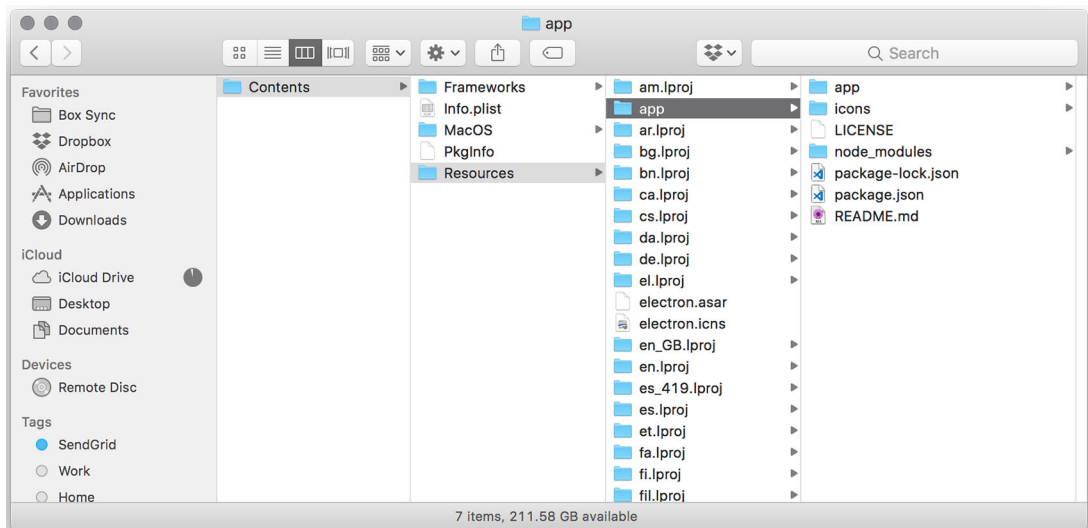 app
Search
Favorites
Box Sync
Dropbox
AirDrop
Applications
Downloads
iCloud
iCloud Drive
Desktop
Documents
Devices
Remote Disc
Tags
SendGrid
Work
Home
Contents
Frameworks
Info.plist
MacOS
PkgInfo
Resources
am.lproj
app
ar.lproj
bg.lproj
bn.lproj
ca.lproj
cs.lproj
da.lproj
de.lproj
el.lproj
electron.asar
electron.icns
en_GB.lproj
en.lproj
es_419.lproj
es.lproj
et.lproj
fa.lproj
fi.lproj
fil.lproj
app
icons
LICENSE
node_modules
package-lock.json
package.json
README.md
7 items, 211.58 GB available